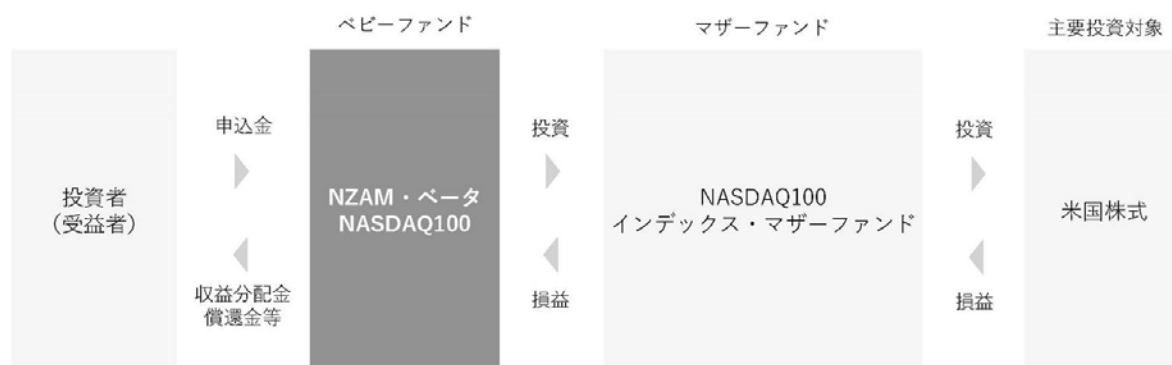 ベビーファンド
マザーファンド
主要投資対象
投資者
(受益者)
申込金
収益分配金
償還金等
NZAM・ベータ
NASDAQ100
投資
損益
NASDAQ100
インデックス・マザーファンド
投資
損益
米国株式